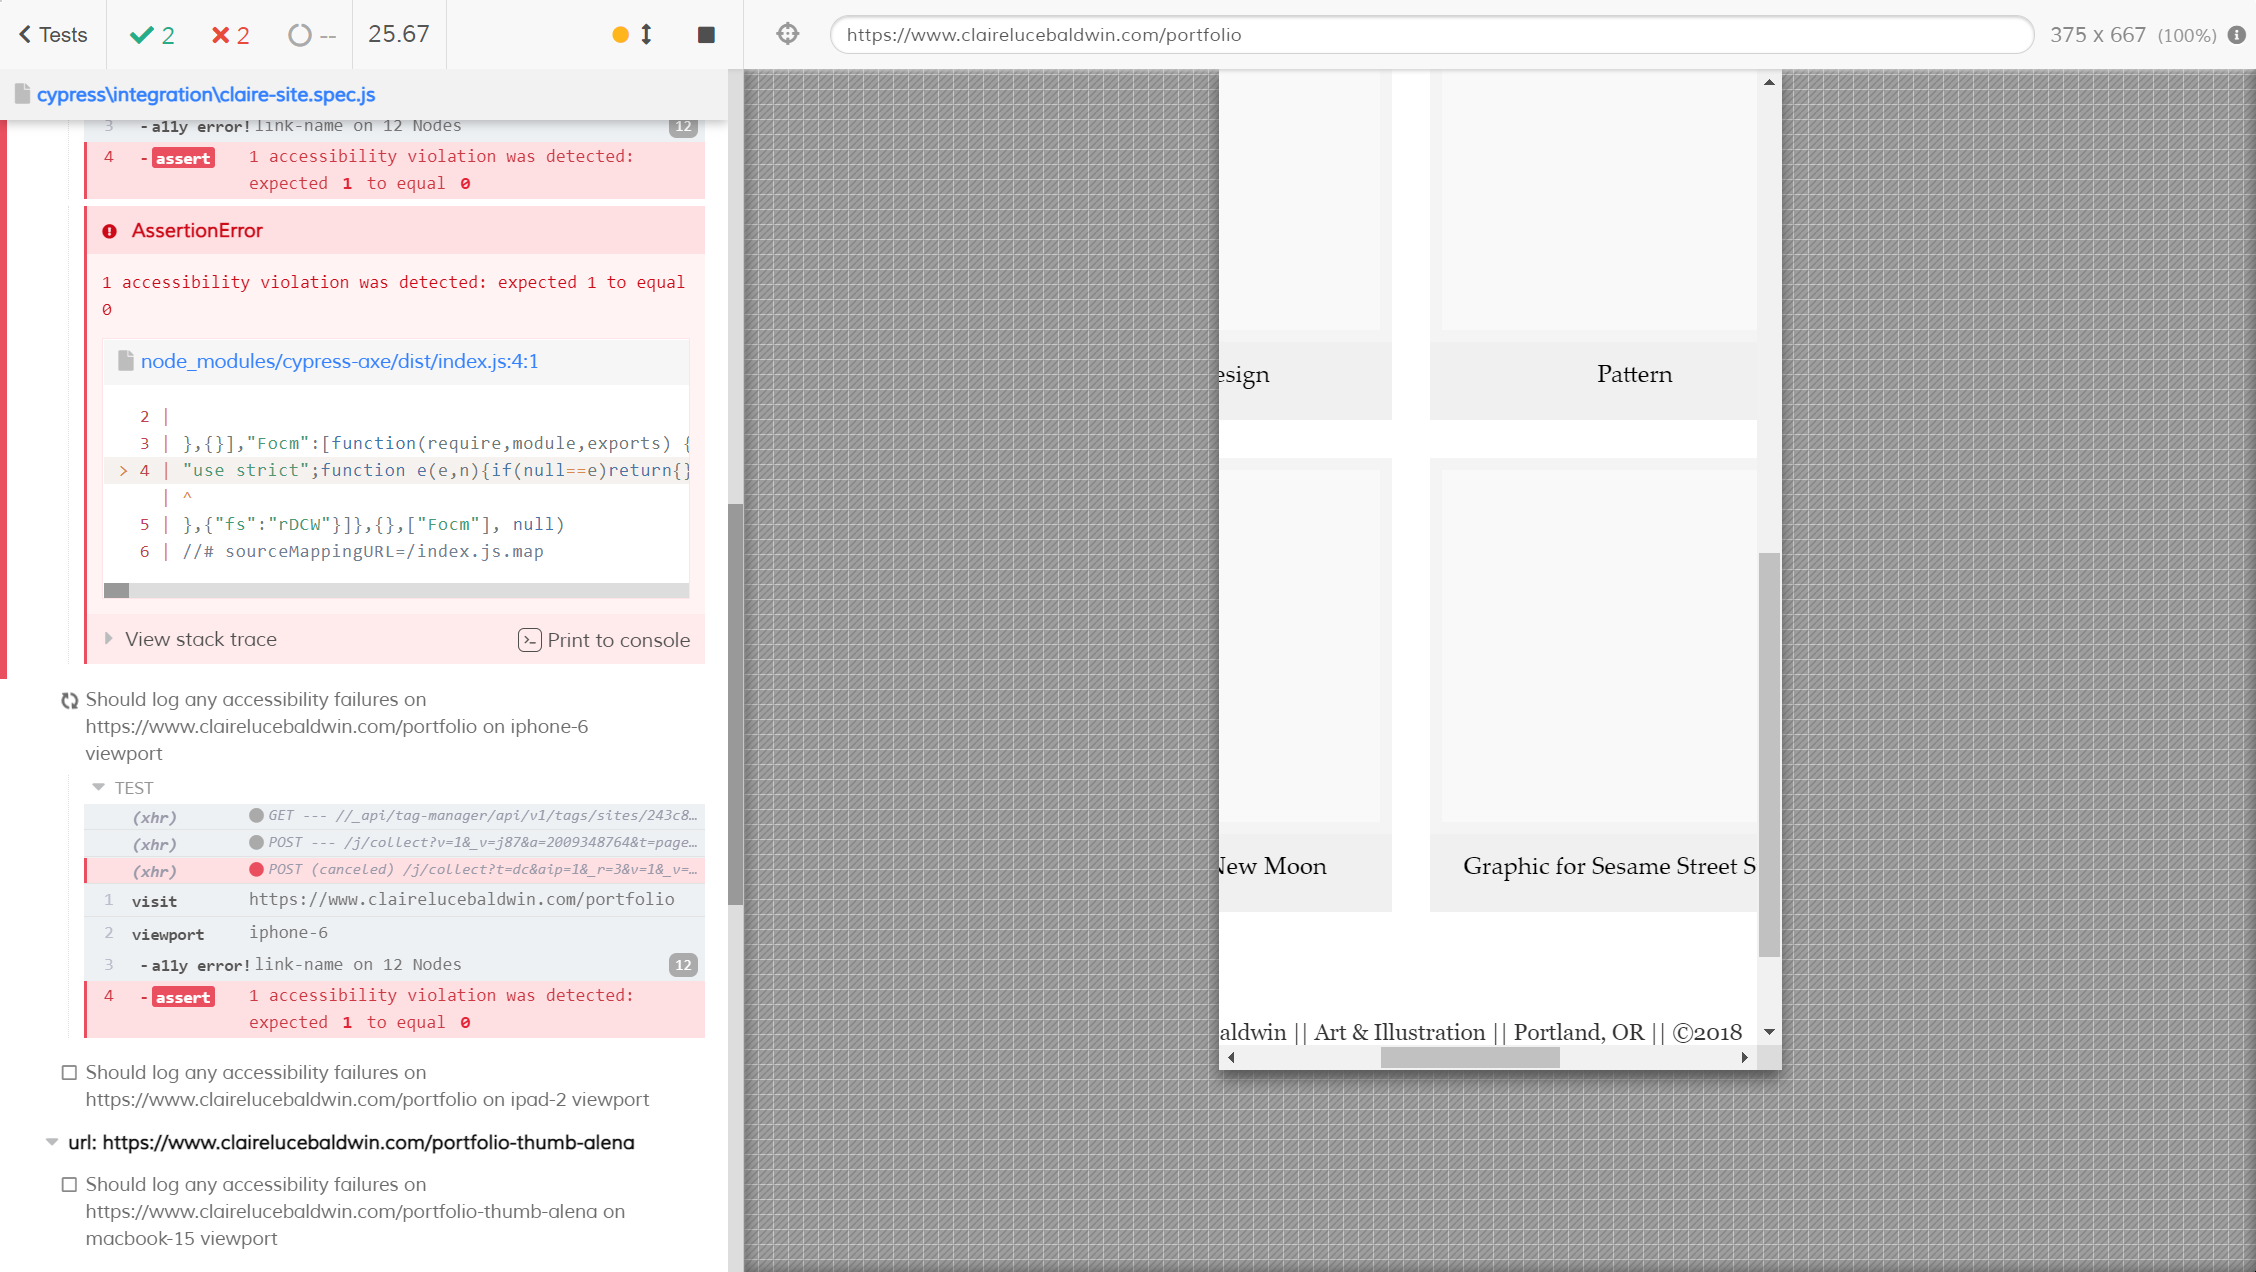 Tests
2
2
--
25.67
https://www.clairelucebaldwin.com/portfolio
375 x 667 (100%)
cypress\integration\claire-site.spec.js
3 -a11y error! link-name on 12 Nodes 12
4 -assert 1 accessibility violation was detected:
expected 1 to equal 0
AssertionError
1 accessibility violation was detected: expected 1 to equal
0
node_modules/cypress-axe/dist/index.js:4:1
2 |
3 | },{}],"Focm":[function(require,module,exports) {
> 4 | "use strict";function e(e,n){if(null==e)return{}
| ^
5 | },{"fs":"rDCW"}]},{},["Focm"], null)
6 | //# sourceMappingURL=/index.js.map
View stack trace
Print to console
Should log any accessibility failures on
https://www.clairelucebaldwin.com/portfolio on iphone-6
viewport
TEST
(xhr) GET --- //_api/tag-manager/api/v1/tags/sites/243c8…
(xhr) POST --- /j/collect?v=1&_v=j87&a=2009348764&t=page…
(xhr) POST (canceled) /j/collect?t=dc&aip=1&_r=3&v=1&_v=…
1 visit https://www.clairelucebaldwin.com/portfolio
2 viewport iphone-6
3 -a11y error! link-name on 12 Nodes 12
4 -assert 1 accessibility violation was detected:
expected 1 to equal 0
Should log any accessibility failures on
https://www.clairelucebaldwin.com/portfolio on ipad-2 viewport
url: https://www.clairelucebaldwin.com/portfolio-thumb-alena
Should log any accessibility failures on
https://www.clairelucebaldwin.com/portfolio-thumb-alena on
macbook-15 viewport
esign
Pattern
New Moon
Graphic for Sesame Street S
aldwin || Art & Illustration || Portland, OR || ©2018